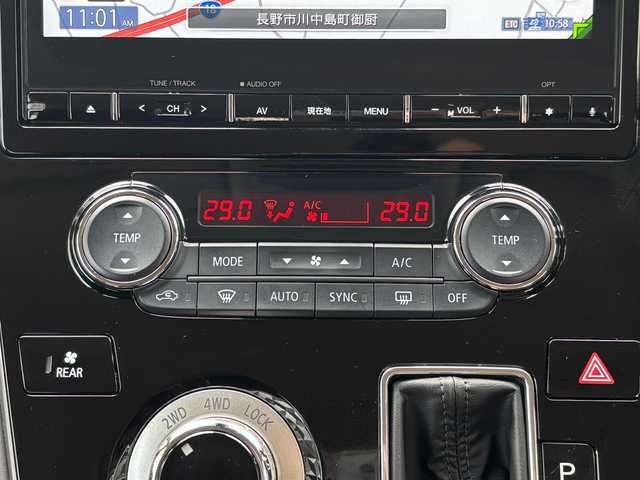 11:01 AM
18
長野市川中島町御厨
ETC
10:58
TUNE / TRACK
AUDIO OFF
OPT
< CH >
AV
現在地
MENU
− VOL +
29.0
A/C
29.0
TEMP
MODE
A/C
TEMP
AUTO
SYNC
OFF
REAR
2WD
4WD
LOCK
P